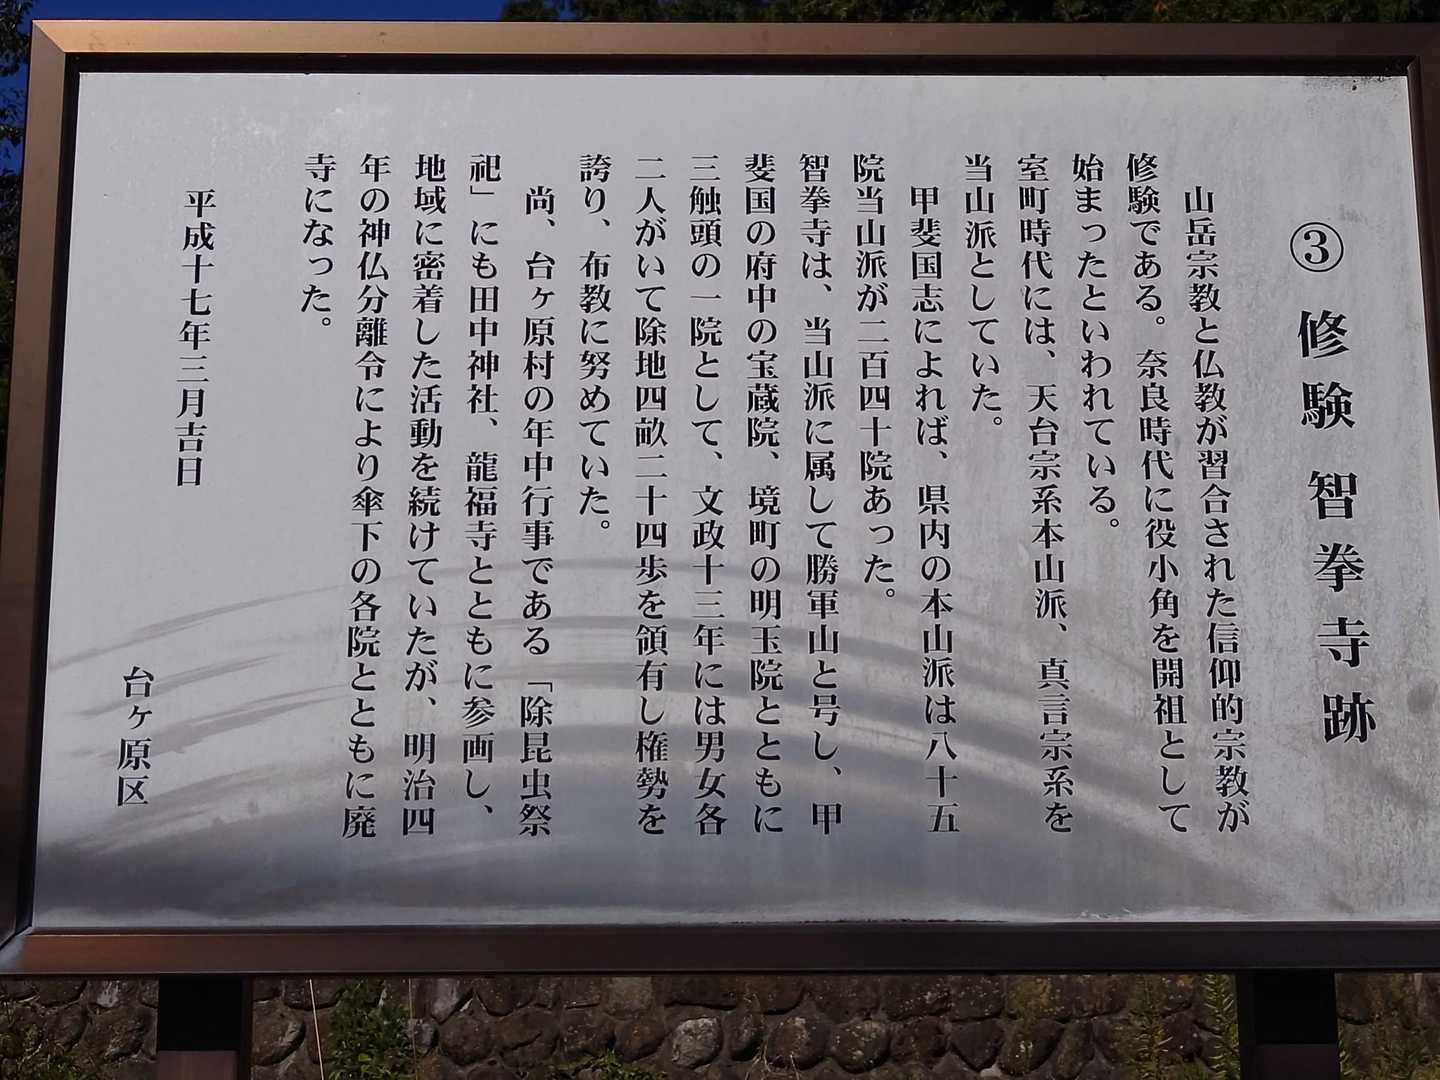 ③ 修験 智拳寺跡
山岳宗教と仏教が習合された信仰的宗教が
修験である。奈良時代に役小角を開祖として
始まったといわれている。
室町時代には、天台宗系本山派、真言宗系を
当山派としていた。
甲斐国志によれば、県内の本山派は八十五
院当山派が二百四十院あった。
智拳寺は、当山派に属して勝軍山と号し、甲
斐国の府中の宝蔵院、境町の明玉院とともに
三触頭の一院として、文政十三年には男女各
二人がいて除地四畝二十四歩を領有し権勢を
誇り、布教に努めていた。
尚、台ヶ原村の年中行事である「除昆虫祭
祀」にも田中神社、龍福寺とともに参画し、
地域に密着した活動を続けていたが、明治四
年の神仏分離令により傘下の各院とともに廃
寺になった。
平成十七年三月吉日
台ヶ原区